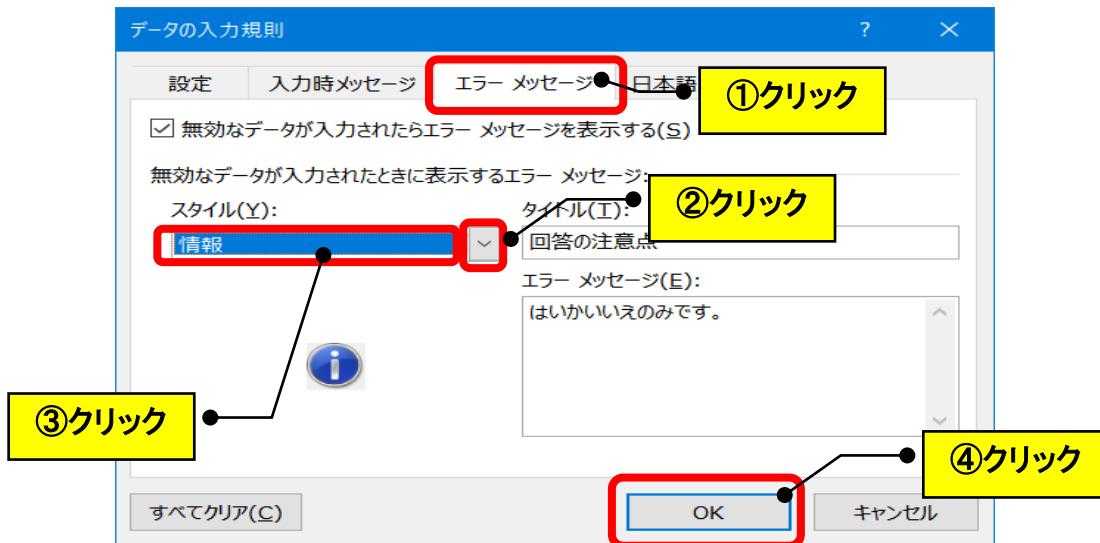 データの入力規則
設定 入力時メッセージ エラー メッセージ 日本語
①クリック
無効なデータが入力されたらエラー メッセージを表示する(S)
無効なデータが入力されたときに表示するエラー メッセージ:
②クリック
スタイル(Y):
情報
タイトル(T):
回答の注意点
エラー メッセージ(E):
はいかいいえのみです。
③クリック
④クリック
すべてクリア(C) OK キャンセル